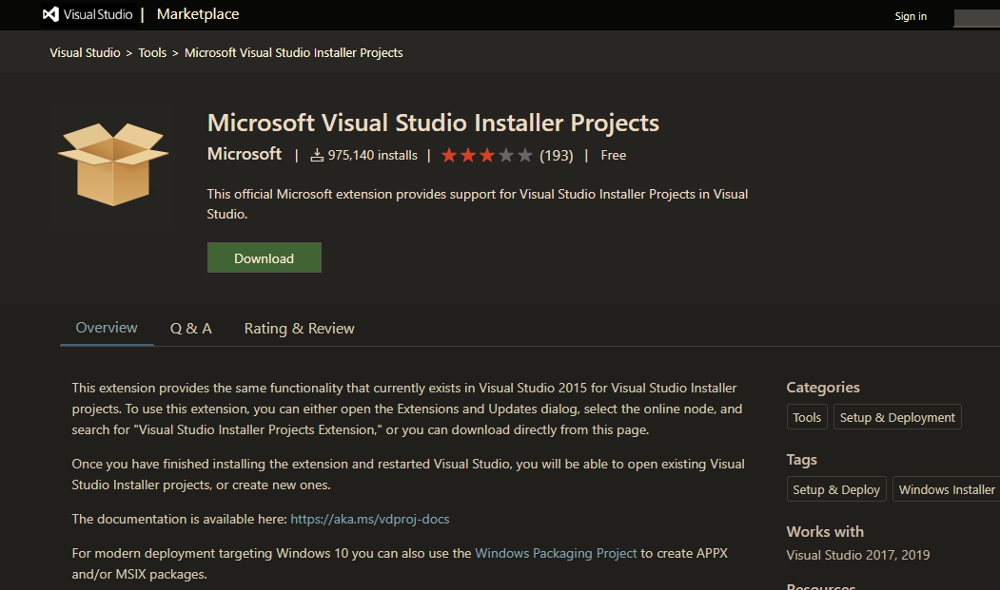 Visual Studio | Marketplace
Sign in
Visual Studio > Tools > Microsoft Visual Studio Installer Projects
Microsoft Visual Studio Installer Projects
Microsoft | 975,140 installs | (193) | Free
This official Microsoft extension provides support for Visual Studio Installer Projects in Visual
Studio.
Download
Overview Q & A Rating & Review
This extension provides the same functionality that currently exists in Visual Studio 2015 for Visual Studio Installer
projects. To use this extension, you can either open the Extensions and Updates dialog, select the online node, and
search for "Visual Studio Installer Projects Extension," or you can download directly from this page.
Once you have finished installing the extension and restarted Visual Studio, you will be able to open existing Visual
Studio Installer projects, or create new ones.
The documentation is available here: https://aka.ms/vdproj-docs
For modern deployment targeting Windows 10 you can also use the Windows Packaging Project to create APPX
and/or MSIX packages.
Categories
Tools Setup & Deployment
Tags
Setup & Deploy Windows Installer
Works with
Visual Studio 2017, 2019
Resources